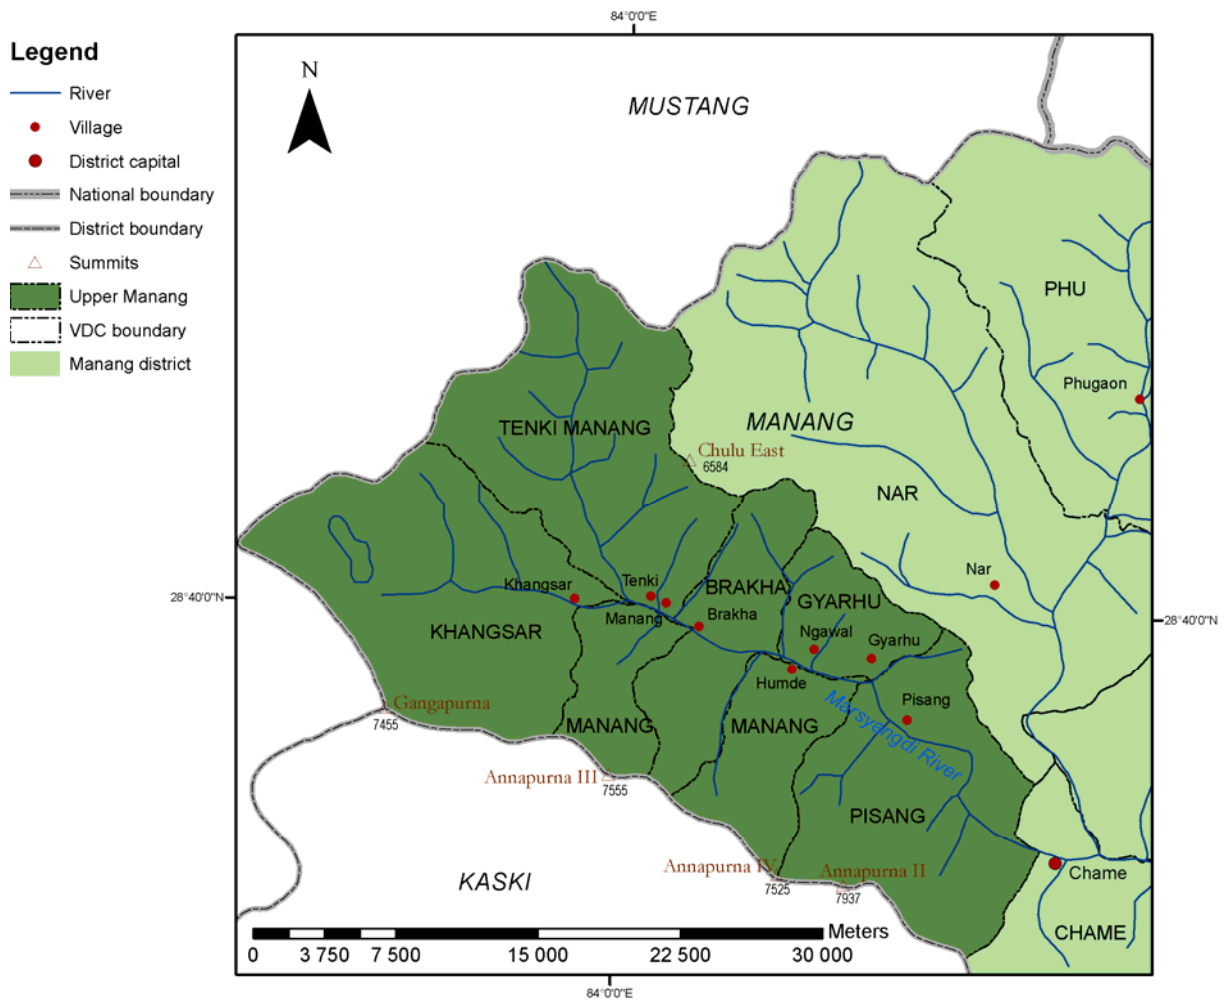 84°0'0"E
Legend
River
Village
District capital
National boundary
District boundary
Summits
Upper Manang
VDC boundary
Manang district
N
MUSTANG
PHU
Phugaon
TENKI MANANG
MANANG
Chulu East
6584
NAR
Nar
28°40'0"N
28°40'0"N
Khangsar
Tenki
Manang
BRAKHA
Brakha
GYARHU
Ngawal
Gyarhu
KHANGSAR
Humde
Pisang
Marsyangdi River
Gangapurna
7455
MANANG
MANANG
Annapurna III
7555
PISANG
Annapurna IV
7525
Annapurna II
7937
KASKI
Chame
CHAME
Meters
0 3 750 7 500 15 000 22 500 30 000
84°0'0"E